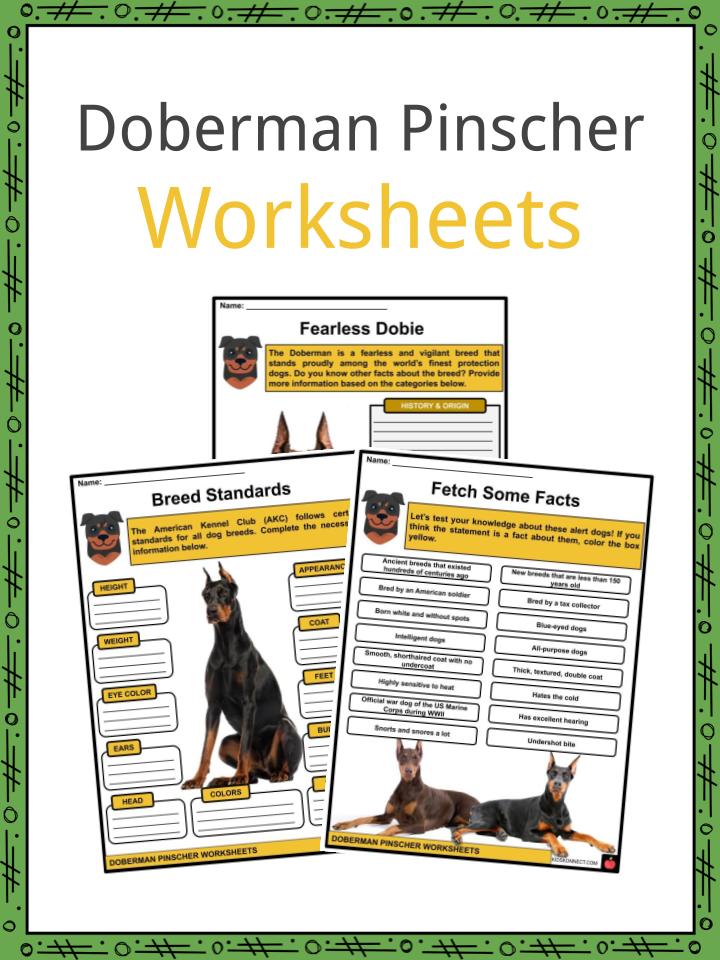 Doberman Pinscher
Worksheets
Name:
Fearless Dobie
The Doberman is a fearless and vigilant breed that
stands proudly among the world's finest protection
dogs. Do you know other facts about the breed? Provide
more information based on the categories below.
HISTORY & ORIGIN
Name:
Breed Standards
The American Kennel Club (AKC) follows cert
standards for all dog breeds. Complete the necess
information below.
HEIGHT
WEIGHT
EYE COLOR
EARS
HEAD
COLORS
APPEARANC
COAT
FEET
BU
DOBERMAN PINSCHER WORKSHEETS
Name:
Fetch Some Facts
Let's test your knowledge about these alert dogs! If you
think the statement is a fact about them, color the box
yellow.
Ancient breeds that existed
hundreds of centuries ago
Bred by an American soldier
Born white and without spots
Intelligent dogs
Smooth, shorthaired coat with no
undercoat
Highly sensitive to heat
Official war dog of the US Marine
Corps during WWII
Snorts and snores a lot
New breeds that are less than 150
years old
Bred by a tax collector
Blue-eyed dogs
All-purpose dogs
Thick, textured, double coat
Hates the cold
Has excellent hearing
Undershot bite
DOBERMAN PINSCHER WORKSHEETS
KIDSKONNECT.COM